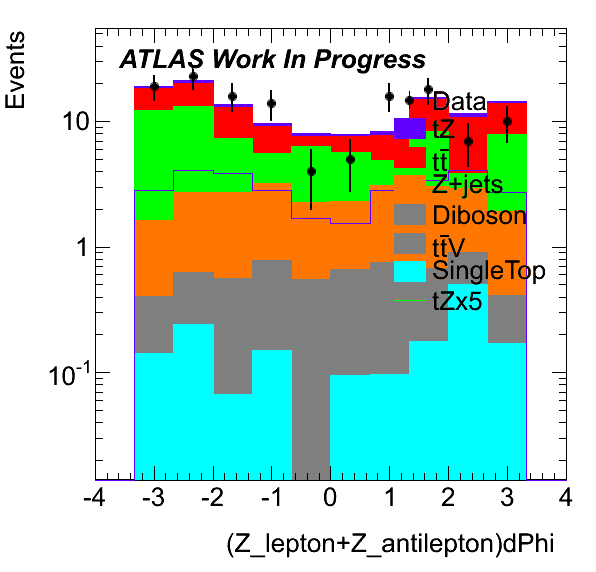 Events
ATLAS Work In Progress
Data
tZ
tt̄
Z+jets
Diboson
tt̄V
SingleTop
tZx5
10
1
10⁻¹
-4 -3 -2 -1 0 1 2 3 4
(Z_lepton+Z_antilepton)dPhi